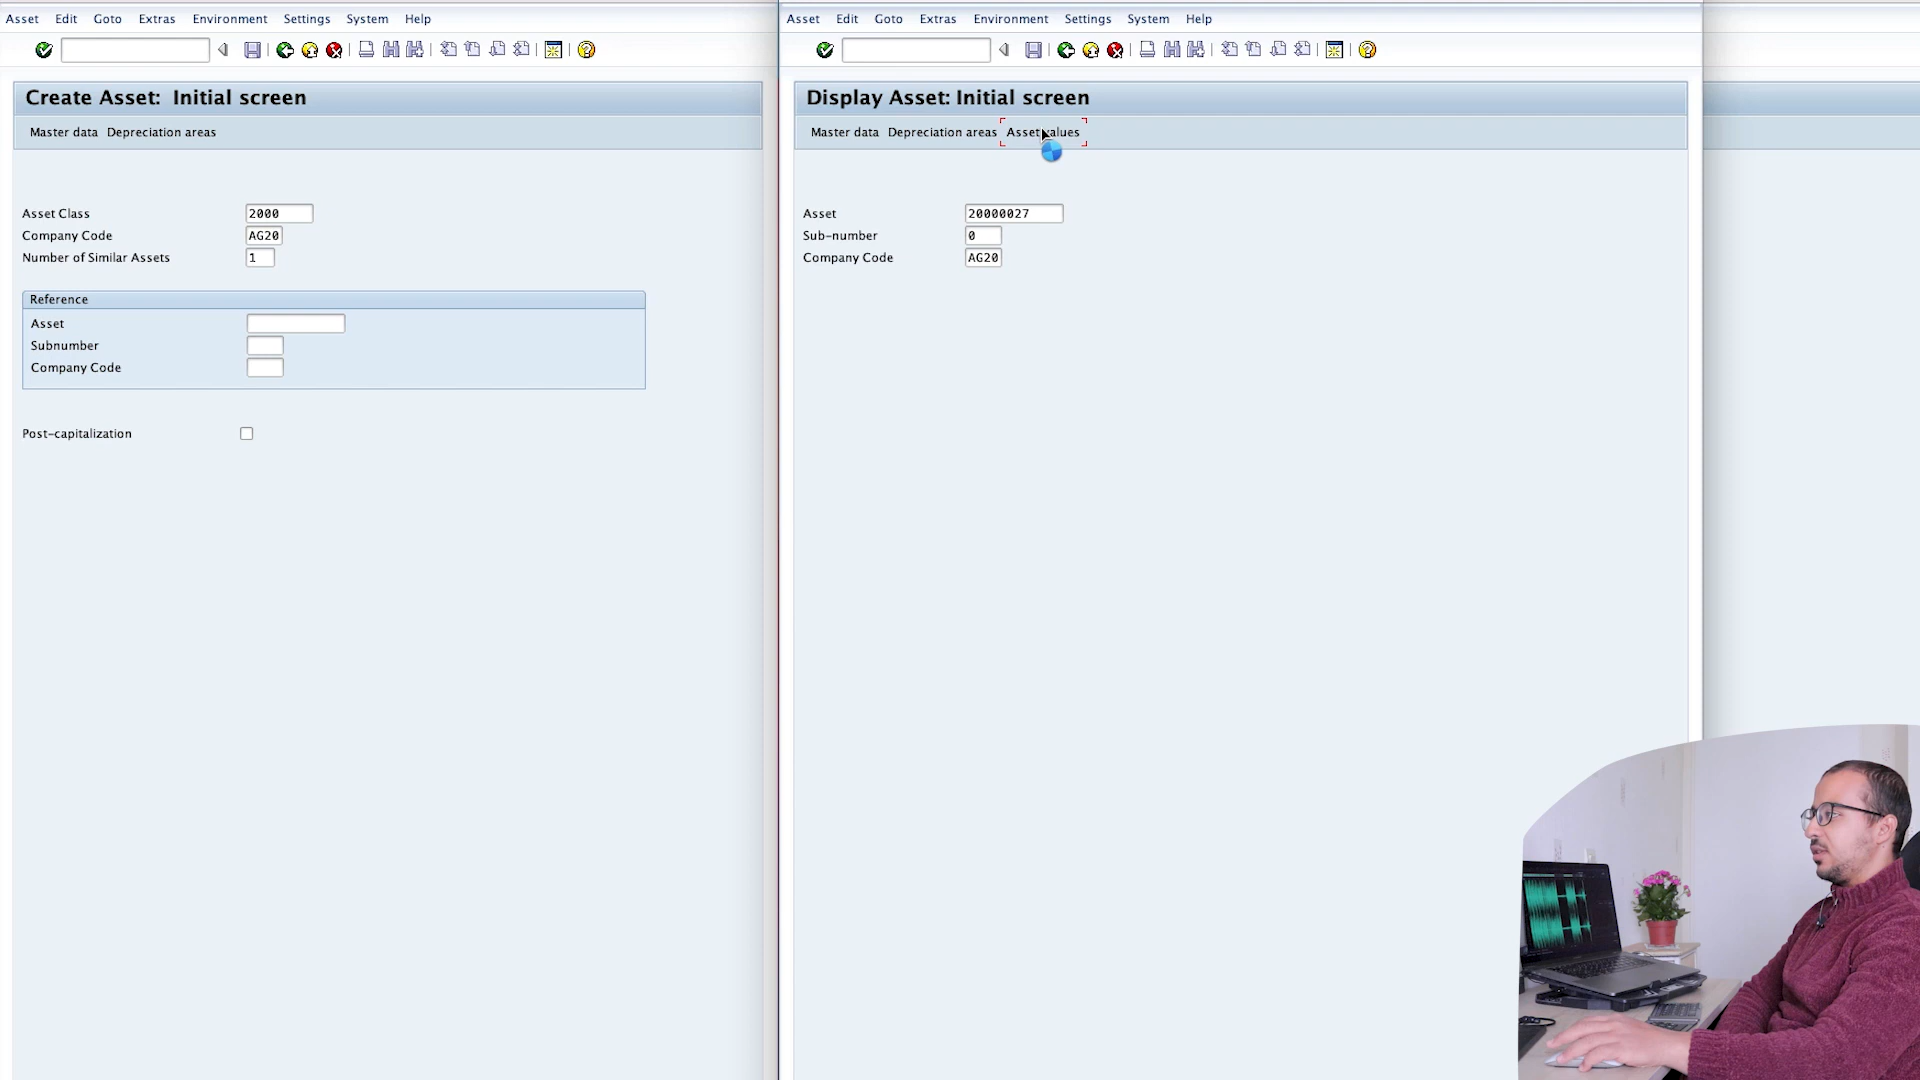 Asset Edit Goto Extras Environment Settings System Help
Create Asset: Initial screen
Master data Depreciation areas
Asset Class 2000
Company Code AG20
Number of Similar Assets 1
Reference
Asset
Subnumber
Company Code
Post-capitalization
Asset Edit Goto Extras Environment Settings System Help
Display Asset: Initial screen
Master data Depreciation areas Asset values
Asset 20000027
Sub-number 0
Company Code AG20